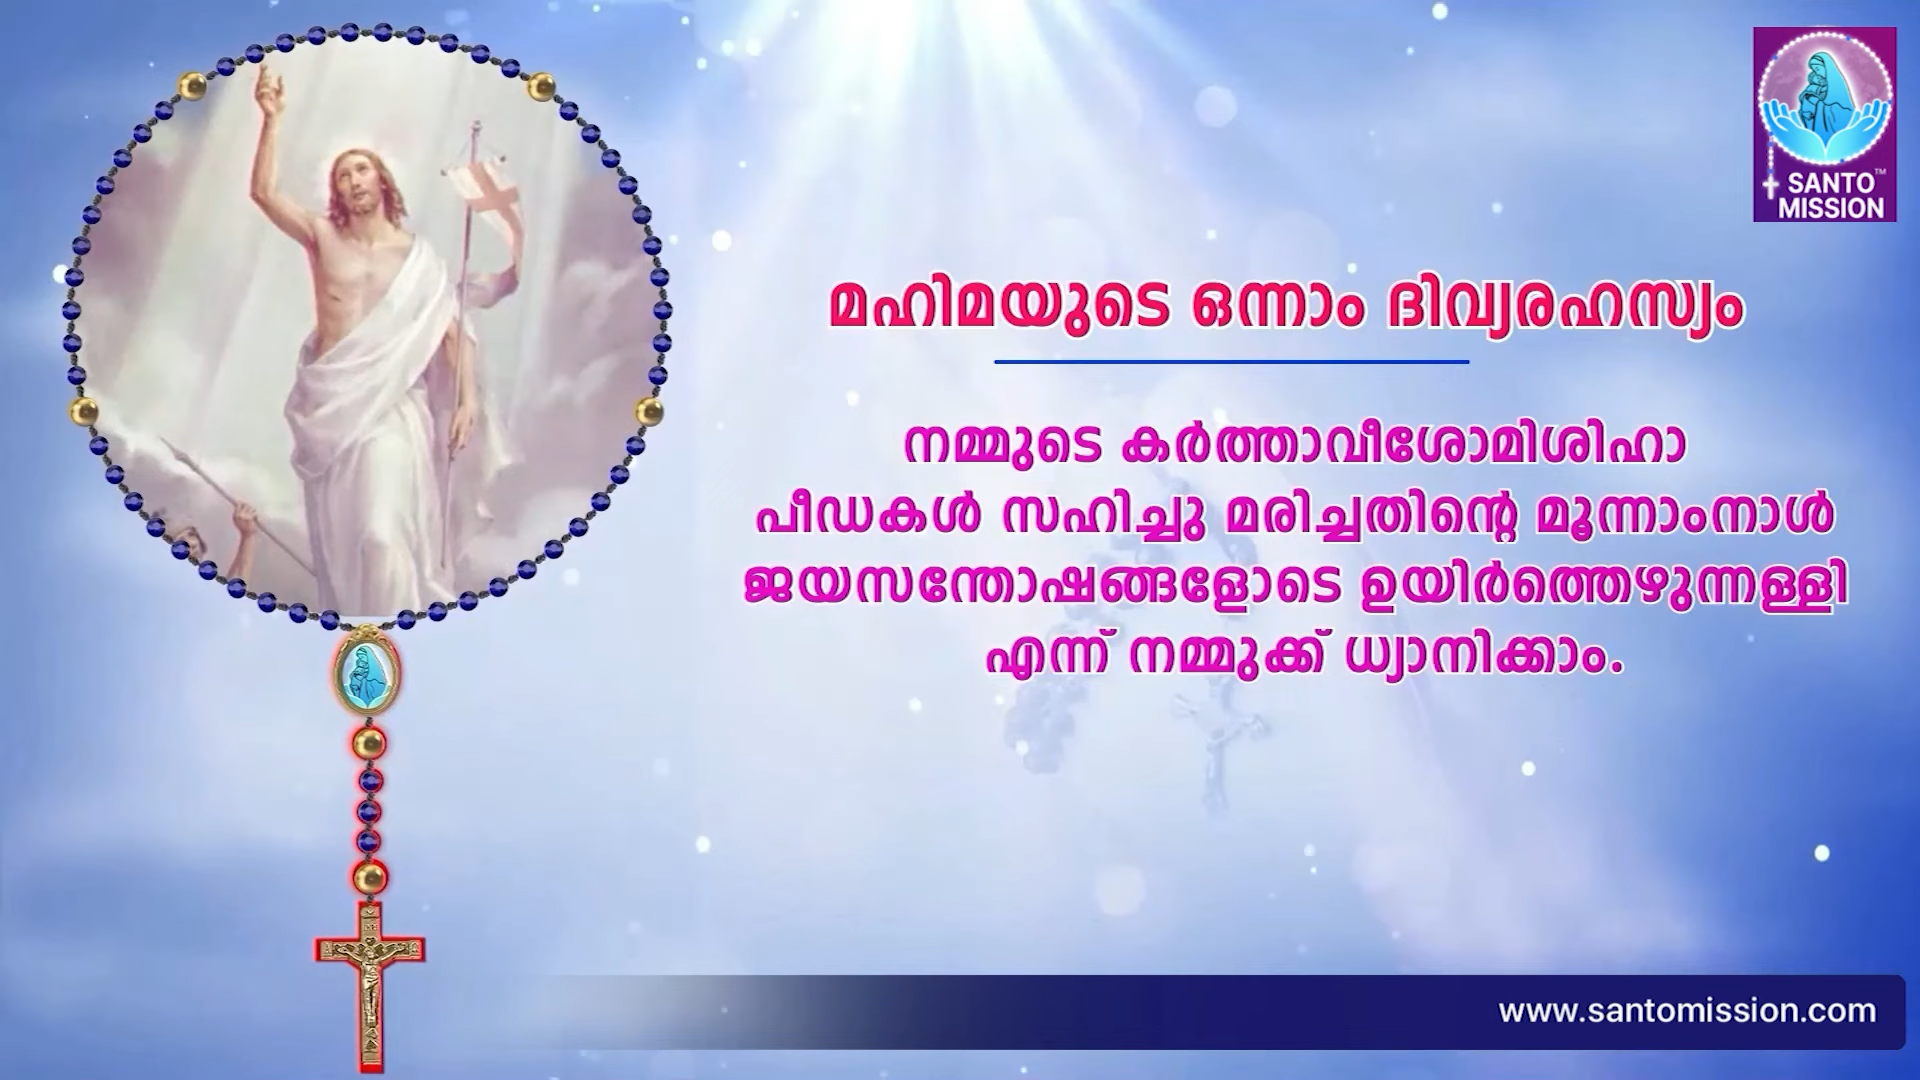 SANTO™
MISSION
മഹിമയുടെ ഒന്നാം ദിവ്യരഹസ്യം
നമ്മുടെ കർത്താവീശോമിശിഹാ
പീഡകൾ സഹിച്ചു മരിച്ചതിന്റെ മൂന്നാംനാൾ
ജയസന്തോഷങ്ങളോടെ ഉയിർത്തെഴുന്നള്ളി
എന്ന് നമ്മുക്ക് ധ്യാനിക്കാം.
www.santomission.com